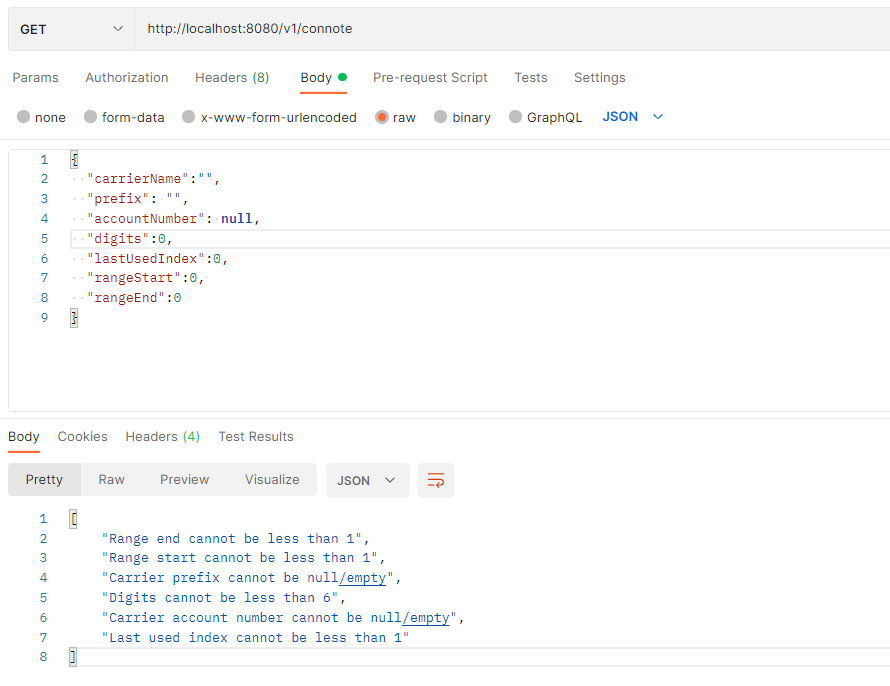 GET http://localhost:8080/v1/connote
Params Authorization Headers (8) Body Pre-request Script Tests Settings
none form-data x-www-form-urlencoded raw binary GraphQL JSON
1 {
2 "carrierName":"",
3 "prefix": "",
4 "accountNumber": null,
5 "digits":0,
6 "lastUsedIndex":0,
7 "rangeStart":0,
8 "rangeEnd":0
9 }
Body Cookies Headers (4) Test Results
Pretty Raw Preview Visualize JSON
1 [
2 "Range end cannot be less than 1",
3 "Range start cannot be less than 1",
4 "Carrier prefix cannot be null/empty",
5 "Digits cannot be less than 6",
6 "Carrier account number cannot be null/empty",
7 "Last used index cannot be less than 1"
8 ]